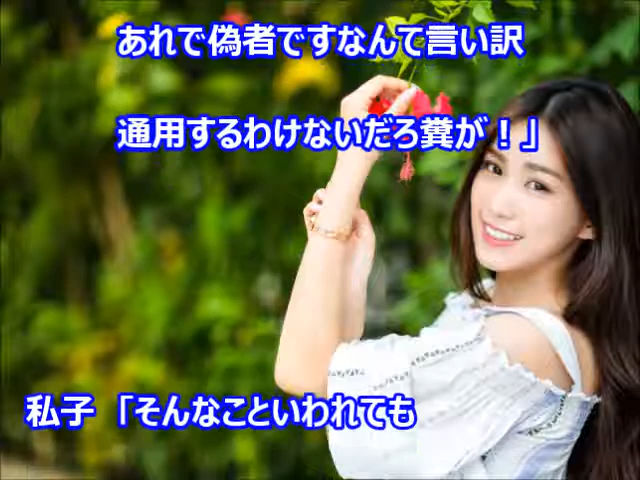 あれで偽者ですなんて言い訳
通用するわけないだろ糞が！」
私子 「そんなこといわれても